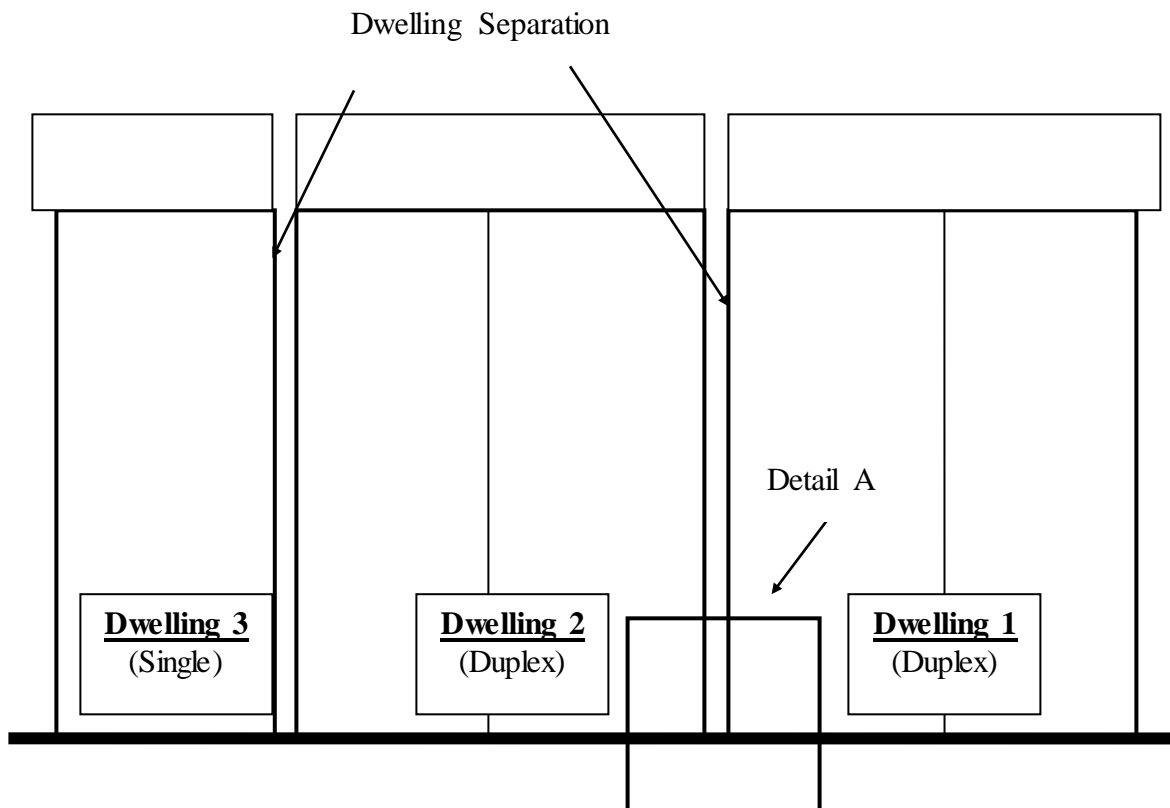 Dwelling Separation
Detail A
Dwelling 3
(Single)
Dwelling 2
(Duplex)
Dwelling 1
(Duplex)